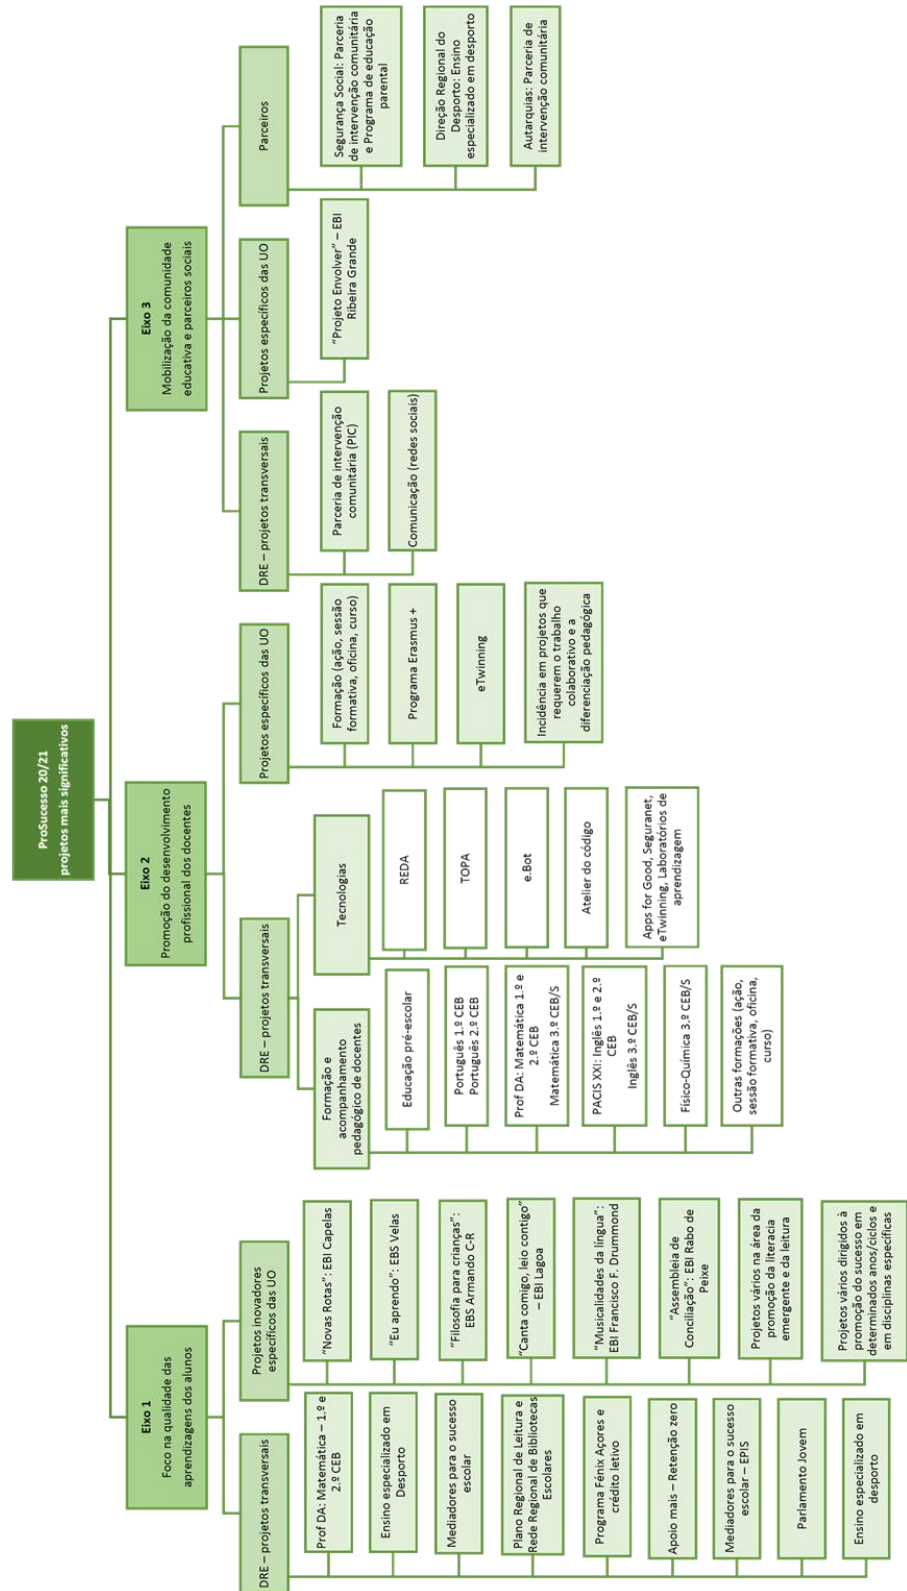 ProSucesso 20/21
projetos mais significativos
Eixo 1
Foco na qualidade das
aprendizagens dos alunos
DRE – projetos transversais
Prof DA: Matemática – 1.º e
2.º CEB
Ensino especializado em
Desporto
Mediadores para o sucesso
escolar
Plano Regional de Leitura e
Rede Regional de Bibliotecas
Escolares
Programa Fénix Açores e
crédito letivo
Apoio mais – Retenção zero
Mediadores para o sucesso
escolar – EPIS
Parlamento Jovem
Ensino especializado em
desporto
Projetos inovadores
específicos das UO
“Novas Rotas”: EBI Capelas
“Eu aprendo”: EBS Velas
“Filosofia para crianças”:
EBS Armando C-R
“Canta comigo, leio contigo”
– EBI Lagoa
“Musicalidades da língua”:
EBI Francisco F. Drummond
“Assembleia de
Conciliação”: EBI Rabo de
Peixe
Projetos vários na área da
promoção da literacia
emergente e da leitura
Projetos vários dirigidos à
promoção do sucesso em
determinados anos/ciclos e
em disciplinas específicas
Eixo 2
Promoção do desenvolvimento
profissional dos docentes
DRE – projetos transversais
Formação e
acompanhamento
pedagógico de docentes
Educação pré-escolar
Português 1.º CEB
Português 2.º CEB
Prof DA: Matemática 1.º e
2.º CEB
Matemática 3.º CEB/S
PACIS XXI: Inglês 1.º e 2.º
CEB
Inglês 3.º CEB/S
Físico-Química 3.º CEB/S
Outras formações (ação,
sessão formativa, oficina,
curso)
Tecnologias
REDA
TOPA
e.Bot
Atelier do código
Apps for Good, Seguranet,
eTwinning, Laboratórios de
aprendizagem
Projetos específicos das UO
Formação (ação, sessão
formativa, oficina, curso)
Programa Erasmus +
eTwinning
Incidência em projetos que
requerem o trabalho
colaborativo e a
diferenciação pedagógica
Eixo 3
Mobilização da comunidade
educativa e parceiros sociais
DRE – projetos transversais
Parceria de intervenção
comunitária (PIC)
Comunicação (redes sociais)
Projetos específicos das UO
“Projeto Envolver” – EBI
Ribeira Grande
Parceiros
Segurança Social: Parceria
de intervenção comunitária
e Programa de educação
parental
Direção Regional do
Desporto: Ensino
especializado em desporto
Autarquias: Parceria de
intervenção comunitária